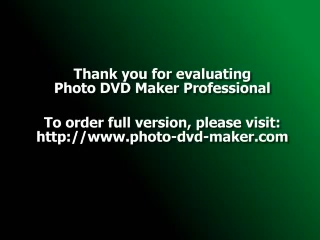 Thank you for evaluating
Photo DVD Maker Professional
To order full version, please visit:
http://www.photo-dvd-maker.com